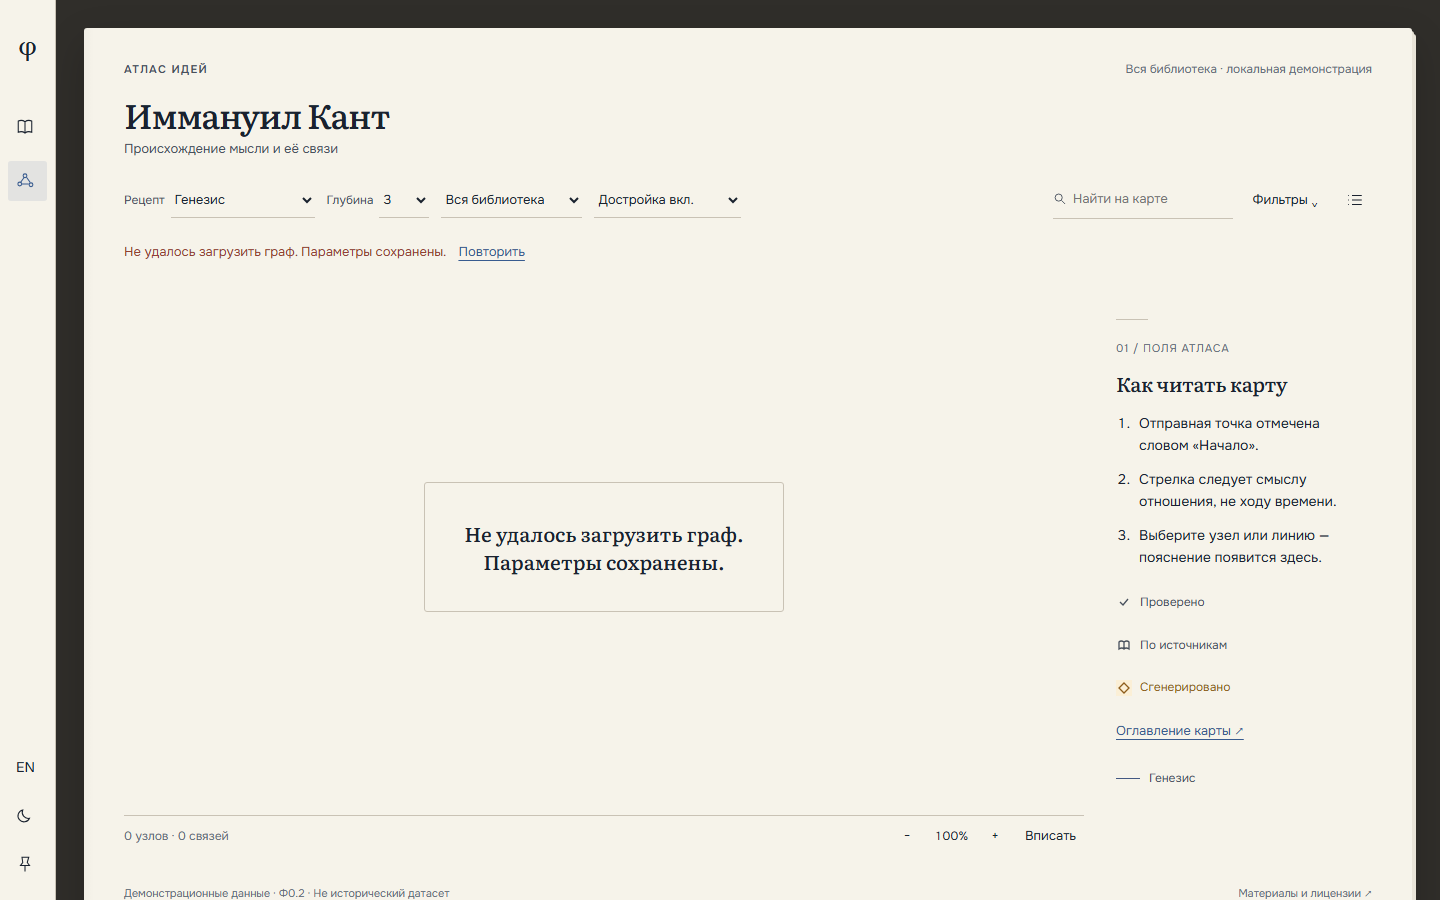 φ
АТЛАС ИДЕЙ
Вся библиотека · локальная демонстрация
Иммануил Кант
Происхождение мысли и её связи
Рецепт Генезис Глубина 3 Вся библиотека Достройка вкл. Найти на карте Фильтры
Не удалось загрузить граф. Параметры сохранены. Повторить
01 / ПОЛЯ АТЛАСА
Как читать карту
1. Отправная точка отмечена
словом «Начало».
2. Стрелка следует смыслу
отношения, не ходу времени.
3. Выберите узел или линию —
пояснение появится здесь.
Не удалось загрузить граф.
Параметры сохранены.
Проверено
По источникам
Сгенерировано
Оглавление карты ↗
Генезис
EN
0 узлов · 0 связей
− 100% + Вписать
Демонстрационные данные · Ф0.2 · Не исторический датасет
Материалы и лицензии ↗